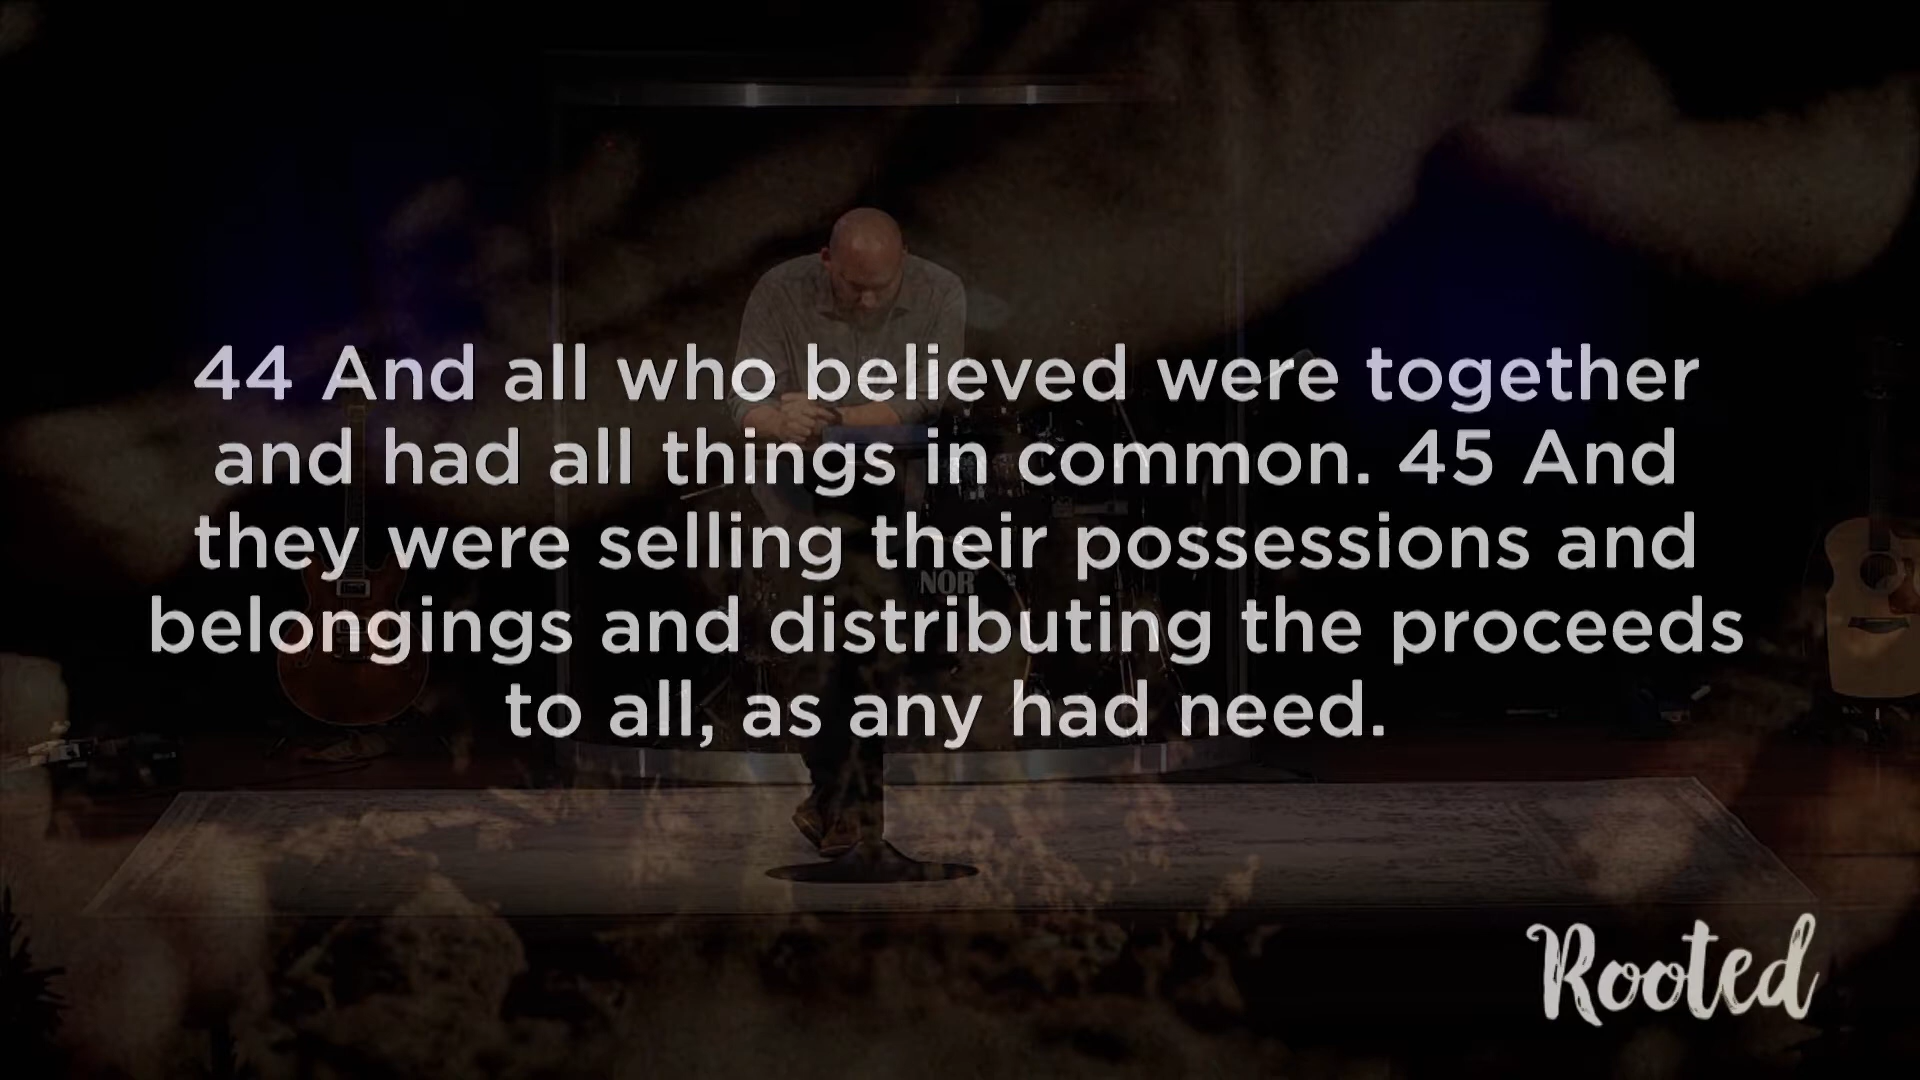 44 And all who believed were together
and had all things in common. 45 And
they were selling their possessions and
belongings and distributing the proceeds
to all, as any had need.
NOR
Rooted